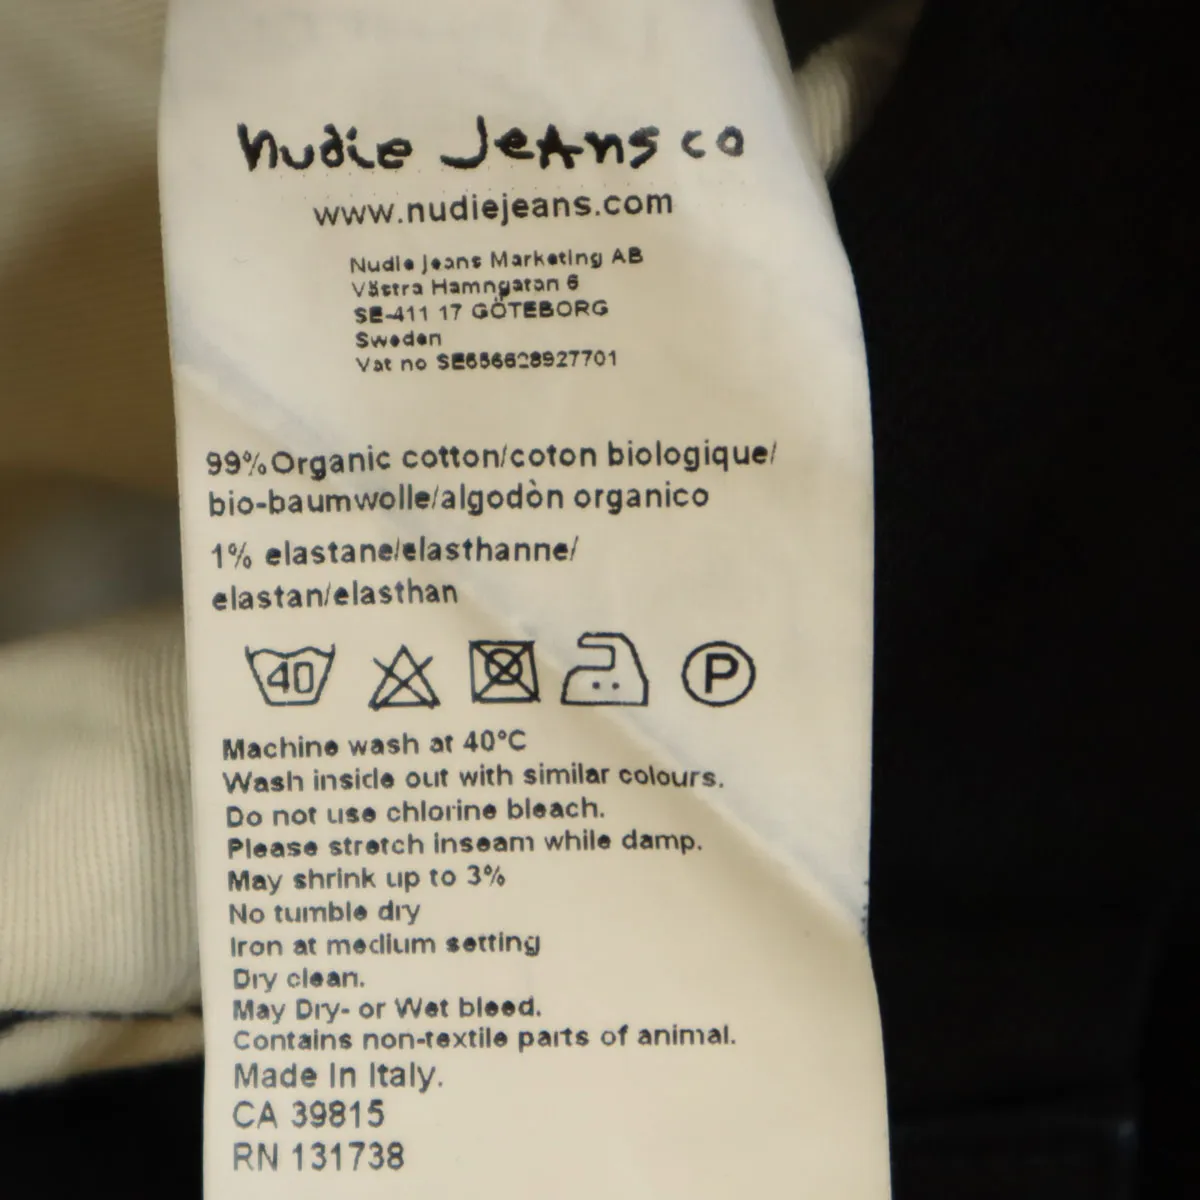 nudie Jeans co
www.nudiejeans.com
Nudie Jeans Marketing AB
Västra Hamngatan 6
SE-411 17 GÖTEBORG
Sweden
Vat no SE656628927701
99% Organic cotton/coton biologique/
bio-baumwolle/algodòn organico
1% elastane/elasthanne/
elastan/elasthan
40 P
Machine wash at 40°C
Wash inside out with similar colours.
Do not use chlorine bleach.
Please stretch inseam while damp.
May shrink up to 3%
No tumble dry
Iron at medium setting
Dry clean.
May Dry- or Wet bleed.
Contains non-textile parts of animal.
Made In Italy.
CA 39815
RN 131738